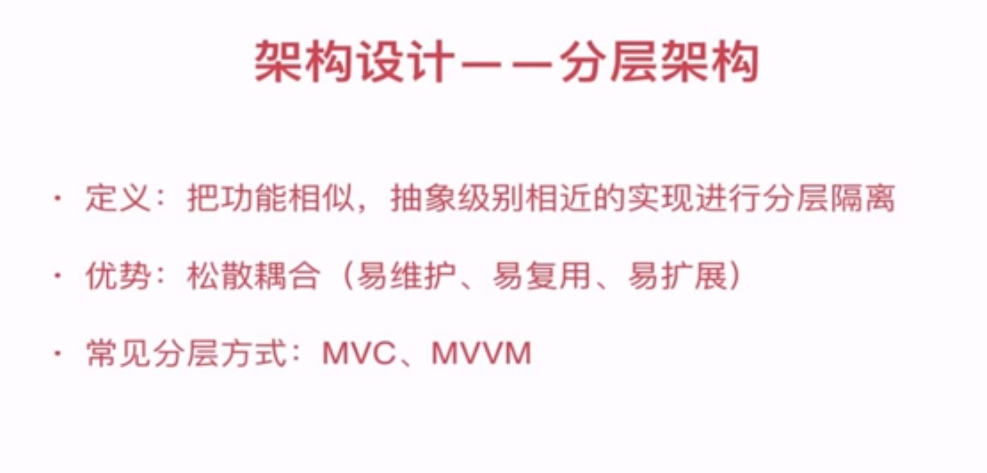 架构设计——分层架构
· 定义：把功能相似，抽象级别相近的实现进行分层隔离
· 优势：松散耦合（易维护、易复用、易扩展）
· 常见分层方式：MVC、MVVM